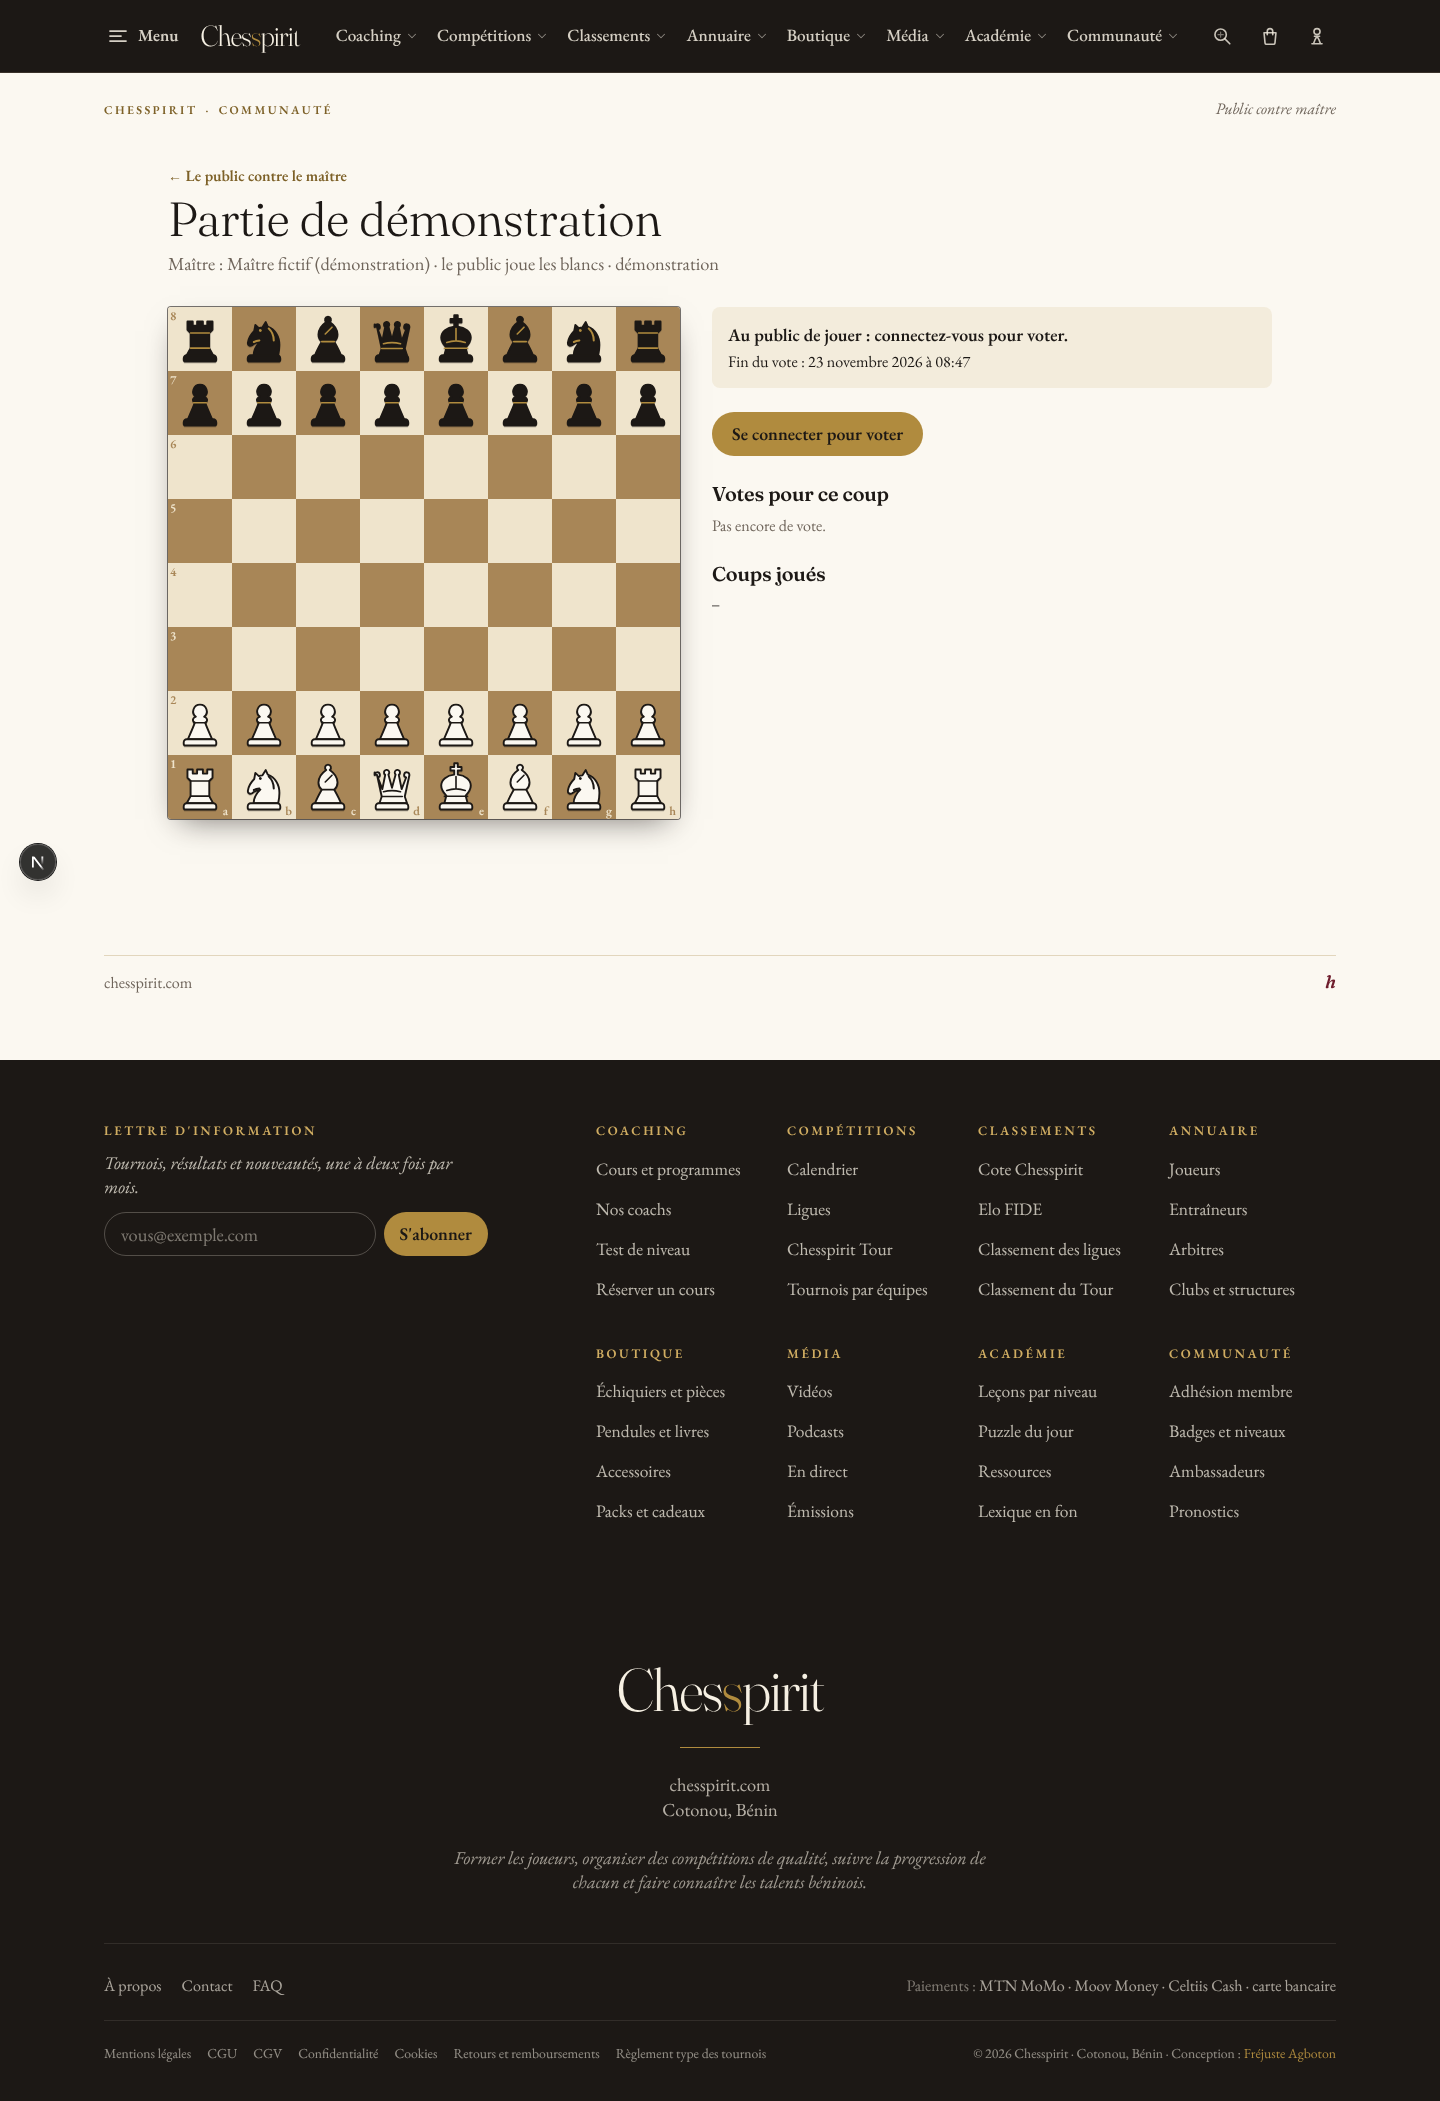 Menu
Chesspirit
Coaching
Compétitions
Classements
Annuaire
Boutique
Média
Académie
Communauté
CHESSPIRIT · COMMUNAUTÉ
Public contre maître
← Le public contre le maître
Partie de démonstration
Maître : Maître fictif (démonstration) · le public joue les blancs · démonstration
8
7
6
5
4
3
2
1
a
b
c
d
e
f
g
h
Au public de jouer : connectez-vous pour voter.
Fin du vote : 23 novembre 2026 à 08:47
Se connecter pour voter
Votes pour ce coup
Pas encore de vote.
Coups joués
–
N
chesspirit.com
h
LETTRE D'INFORMATION
Tournois, résultats et nouveautés, une à deux fois par
mois.
vous@exemple.com
S'abonner
COACHING
Cours et programmes
Nos coachs
Test de niveau
Réserver un cours
COMPÉTITIONS
Calendrier
Ligues
Chesspirit Tour
Tournois par équipes
CLASSEMENTS
Cote Chesspirit
Elo FIDE
Classement des ligues
Classement du Tour
ANNUAIRE
Joueurs
Entraîneurs
Arbitres
Clubs et structures
BOUTIQUE
Échiquiers et pièces
Pendules et livres
Accessoires
Packs et cadeaux
MÉDIA
Vidéos
Podcasts
En direct
Émissions
ACADÉMIE
Leçons par niveau
Puzzle du jour
Ressources
Lexique en fon
COMMUNAUTÉ
Adhésion membre
Badges et niveaux
Ambassadeurs
Pronostics
Chesspirit
chesspirit.com
Cotonou, Bénin
Former les joueurs, organiser des compétitions de qualité, suivre la progression de
chacun et faire connaître les talents béninois.
À propos
Contact
FAQ
Paiements : MTN MoMo · Moov Money · Celtiis Cash · carte bancaire
Mentions légales
CGU
CGV
Confidentialité
Cookies
Retours et remboursements
Règlement type des tournois
© 2026 Chesspirit · Cotonou, Bénin · Conception : Fréjuste Agboton